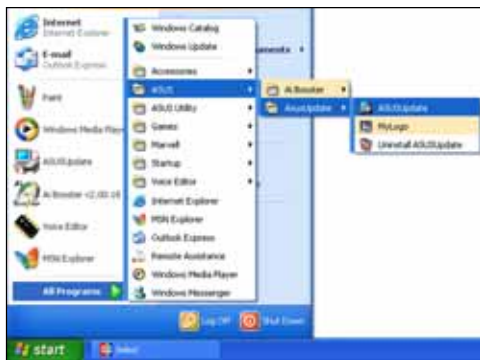 Internet
Internet Explorer
E-mail
Outlook Express
Paint
Windows Media Player
ASUSUpdate
Ai Booster v2.00.16
Voice Editor
MSN Explorer
All Programs
Windows Catalog
Windows Update
Accessories
ASUS
ASUS Utility
Games
Marvell
Startup
Voice Editor
Internet Explorer
MSN Explorer
Outlook Express
Remote Assistance
Windows Media Player
Windows Messenger
Ai Booster
AsusUpdate
ASUSUpdate
MyLogo
Uninstall ASUSUpdate
Log Off
Shut Down
start